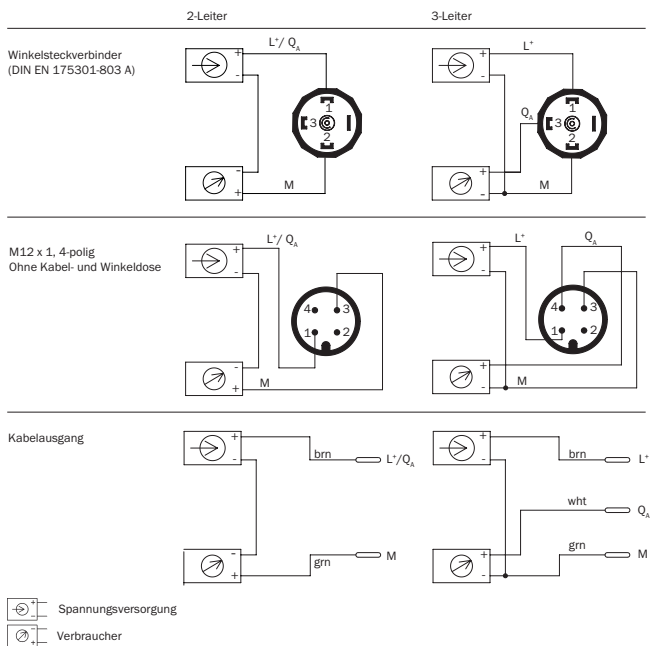 2-Leiter
3-Leiter
Winkelsteckverbinder
(DIN EN 175301-803 A)
+
-
L⁺/ Q_A
1
3
2
-
+
M
+
-
L⁺
Q_A
1
3
2
+
-
M
M12 x 1, 4-polig
Ohne Kabel- und Winkeldose
+
-
L⁺/ Q_A
4
3
1
2
-
+
M
+
-
L⁺
Q_A
4
3
1
2
+
-
M
Kabelausgang
+
-
brn
L⁺/Q_A
-
+
grn
M
+
-
brn
L⁺
wht
Q_A
+
-
grn
M
+
-
Spannungsversorgung
-
+
Verbraucher